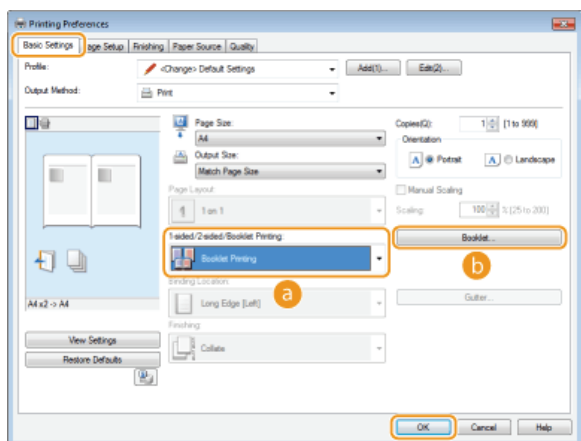 Printing Preferences
Basic Settings Page Setup Finishing Paper Source Quality
Profile: <Change> Default Settings Add(1)... Edit(2)...
Output Method: Print
Page Size: Copies(Q): 1 [1 to 999]
A4 Orientation
Output Size: A Portrait A Landscape
Match Page Size
Page Layout Manual Scaling
1 1 on 1 Scaling: 100 % [25 to 200]
1-sided/2-sided/Booklet Printing: Booklet...
Booklet Printing
a b
Binding Location:
A4 x2 -> A4 Long Edge [Left] Gutter...
Finishing:
View Settings Collate
Restore Defaults
OK Cancel Help